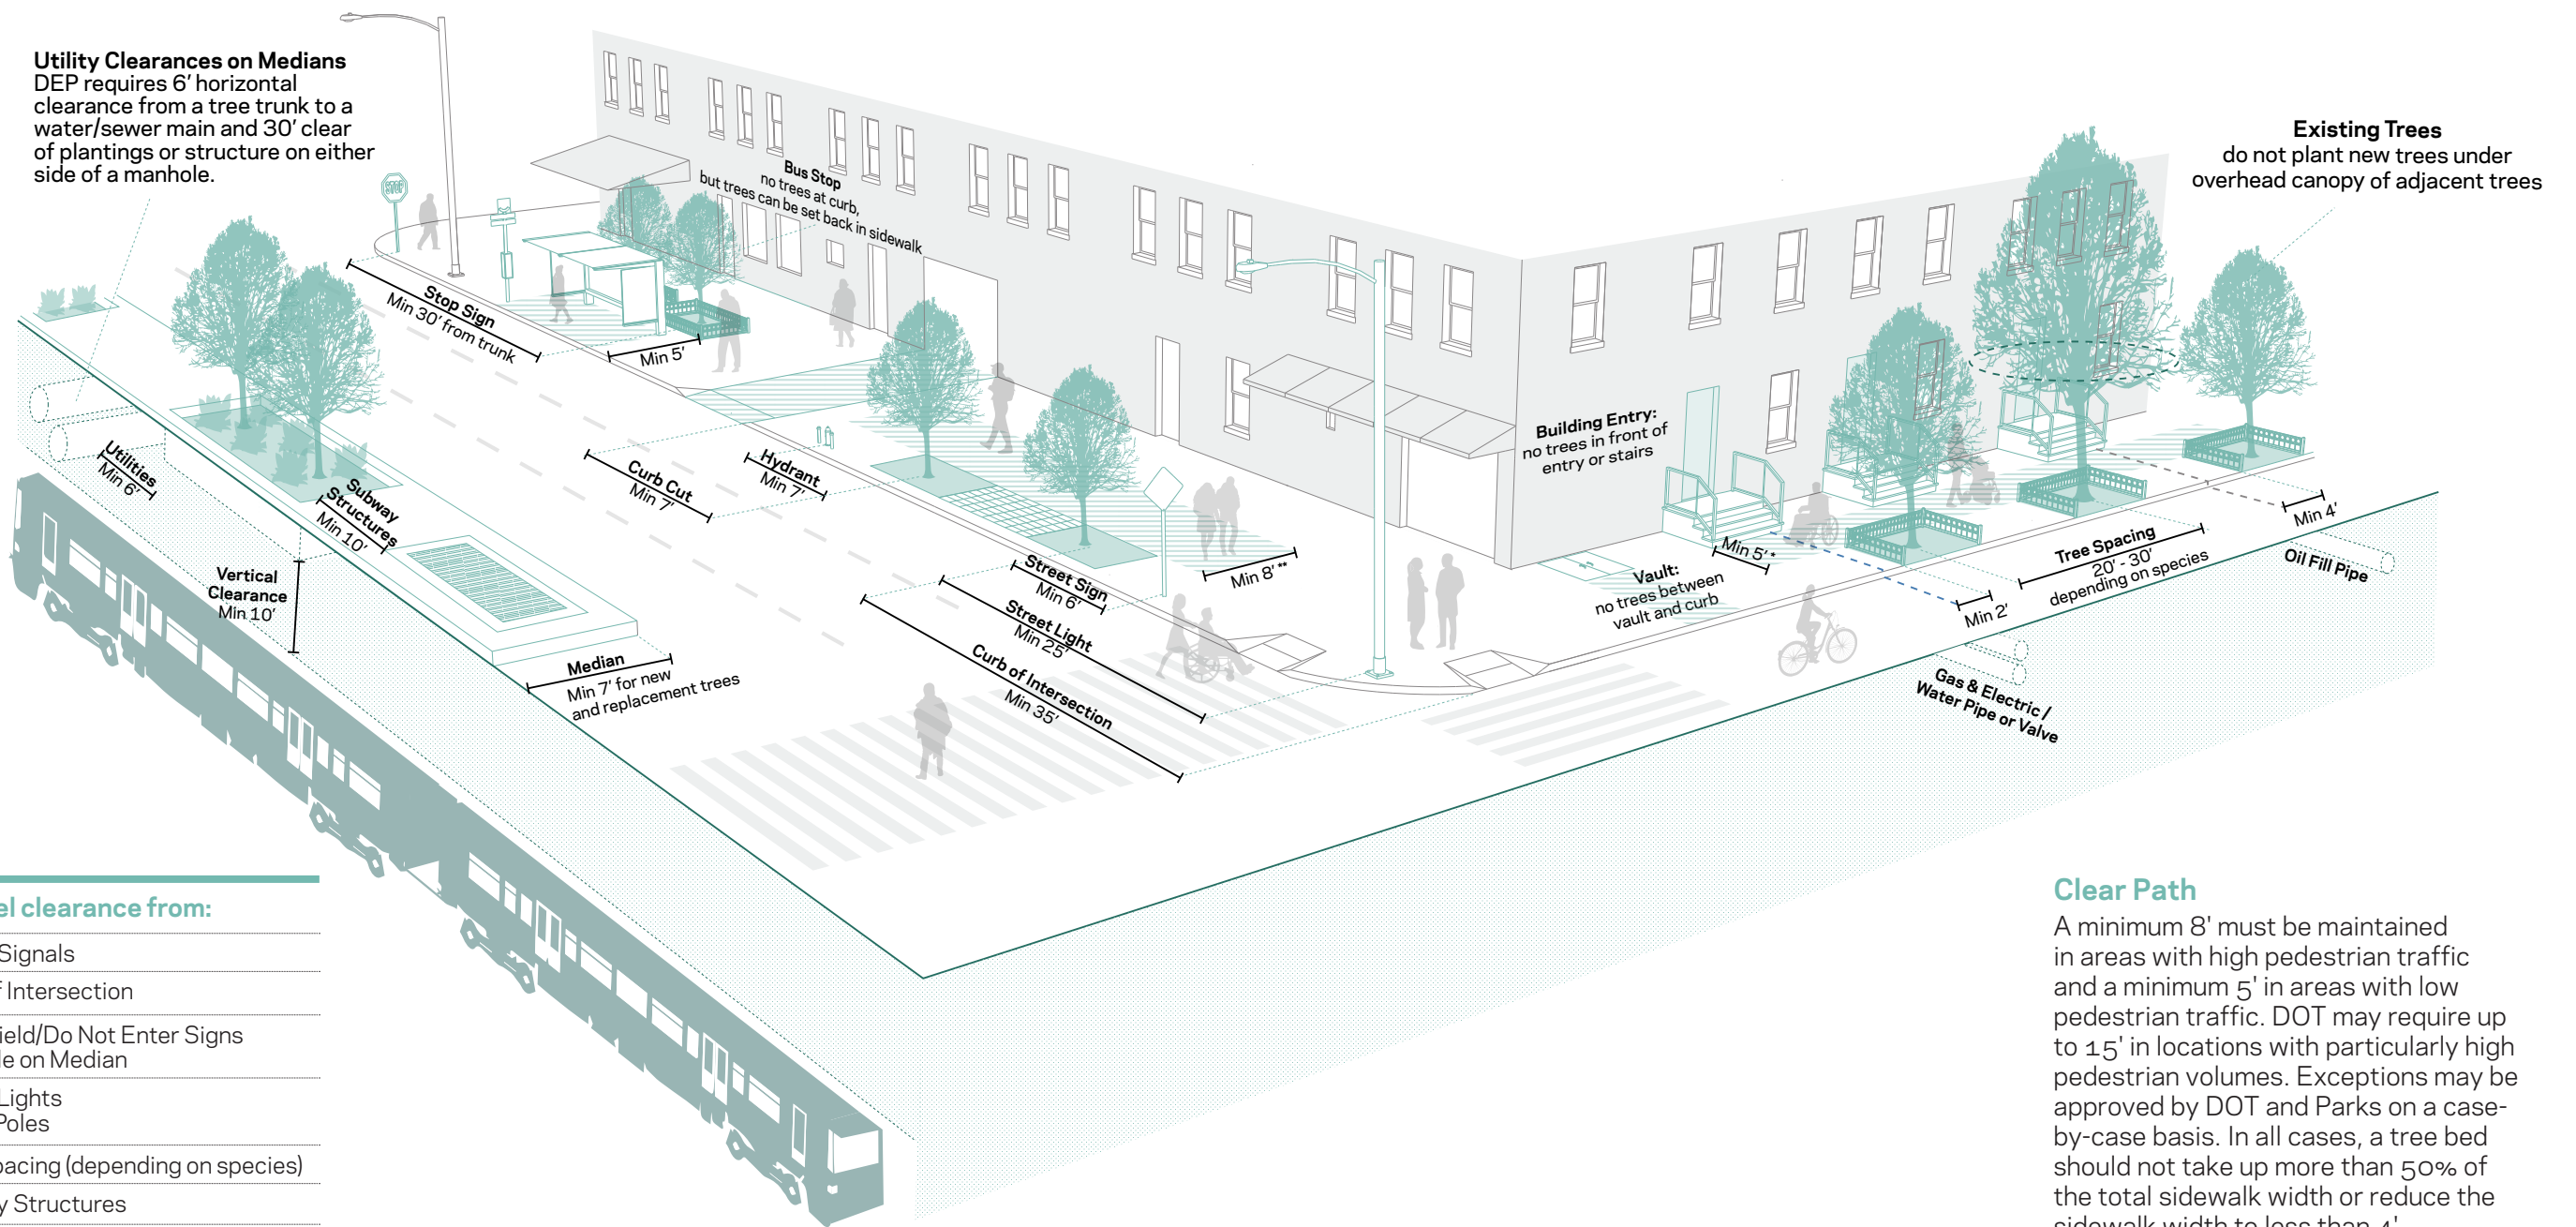 Utility Clearances on Medians
DEP requires 6' horizontal
clearance from a tree trunk to a
water/sewer main and 30' clear
of plantings or structure on either
side of a manhole.
STOP
Bus Stop
no trees at curb,
but trees can be set back in sidewalk
Existing Trees
do not plant new trees under
overhead canopy of adjacent trees
Stop Sign
Min 30' from trunk
Min 5'
Utilities
Min 6'
Subway
Structures
Min 10'
Vertical
Clearance
Min 10'
Curb Cut
Min 7'
Hydrant
Min 7'
Median
Min 7' for new
and replacement trees
Street Sign
Min 6'
Street Light
Min 25'
Curb of Intersection
Min 35'
Min 8' **
Building Entry:
no trees in front of
entry or stairs
Vault:
no trees between
vault and curb
Min 5' *
Min 2'
Tree Spacing
20' - 30'
depending on species
Min 4'
Oil Fill Pipe
Gas & Electric /
Water Pipe or Valve
clearance from:
Signals
Intersection
/Do Not Enter Signs
on Median
Lights
Poles
(depending on species)
Structures
Clear Path
A minimum 8' must be maintained
in areas with high pedestrian traffic
and a minimum 5' in areas with low
pedestrian traffic. DOT may require up
to 15' in locations with particularly high
pedestrian volumes. Exceptions may be
approved by DOT and Parks on a case-
by-case basis. In all cases, a tree bed
should not take up more than 50% of
the total sidewalk width or reduce the
sidewalk width to less than 4'